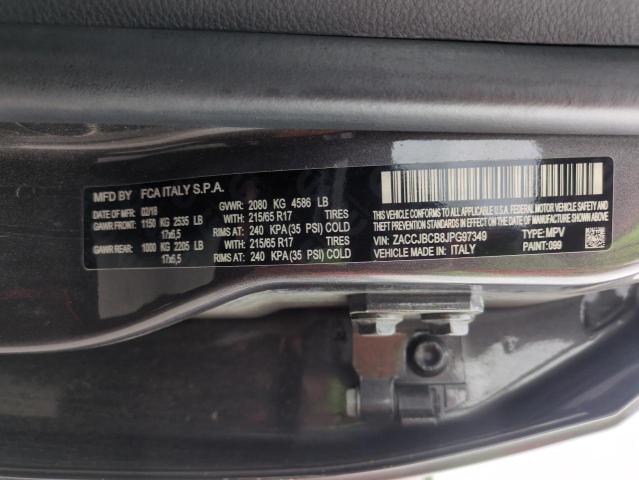 MFD BY FCA ITALY S.P.A.
DATE OF MFR: 02/18 GVWR: 2080 KG 4586 LB
GAWR FRONT: 1150 KG 2535 LB WITH: 215/65 R17 TIRES
17x6,5 RIMS AT: 240 KPA (35 PSI) COLD
GAWR REAR: 1000 KG 2205 LB WITH: 215/65 R17 TIRES
17x6,5 RIMS AT: 240 KPA (35 PSI) COLD
THIS VEHICLE CONFORMS TO ALL APPLICABLE
U.S.A. FEDERAL MOTOR VEHICLE SAFETY,
BUMPER AND THEFT PREVENTION STANDARDS
IN EFFECT ON THE DATE OF MANUFACTURE
SHOWN ABOVE
VIN: ZACCJBCB8JPG97349 TYPE: MPV
VEHICLE MADE IN: ITALY PAINT: 099